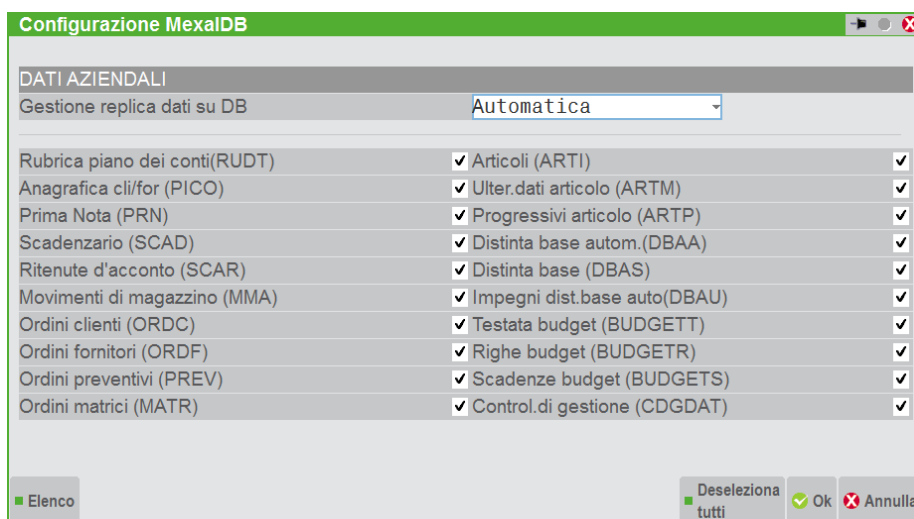 Configurazione MexalDB
DATI AZIENDALI
Gestione replica dati su DB Automatica
Rubrica piano dei conti(RUDT) Articoli (ARTI)
Anagrafica cli/for (PICO) Ulter.dati articolo (ARTM)
Prima Nota (PRN) Progressivi articolo (ARTP)
Scadenzario (SCAD) Distinta base autom.(DBAA)
Ritenute d'acconto (SCAR) Distinta base (DBAS)
Movimenti di magazzino (MMA) Impegni dist.base auto(DBAU)
Ordini clienti (ORDC) Testata budget (BUDGETT)
Ordini fornitori (ORDF) Righe budget (BUDGETR)
Ordini preventivi (PREV) Scadenze budget (BUDGETS)
Ordini matrici (MATR) Control.di gestione (CDGDAT)
Elenco Deseleziona tutti Ok Annulla